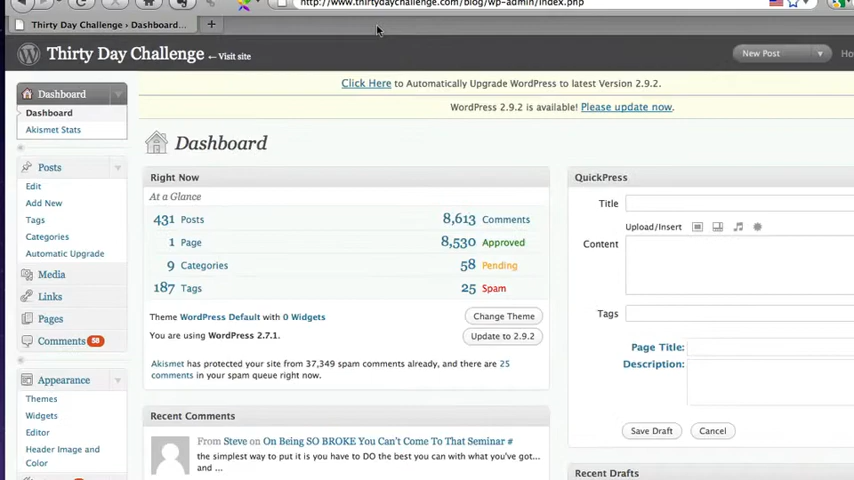 http://www.thirtydaychallenge.com/blog/wp-admin/index.php
Thirty Day Challenge › Dashboard...
Thirty Day Challenge ← Visit site
New Post
Click Here to Automatically Upgrade WordPress to latest Version 2.9.2.
WordPress 2.9.2 is available! Please update now.
Dashboard
Dashboard
Akismet Stats
Posts
Edit
Add New
Tags
Categories
Automatic Upgrade
Media
Links
Pages
Comments 58
Appearance
Themes
Widgets
Editor
Header Image and
Color
Dashboard
Right Now
At a Glance
431 Posts
8,613 Comments
1 Page
8,530 Approved
9 Categories
58 Pending
187 Tags
25 Spam
Theme WordPress Default with 0 Widgets
Change Theme
You are using WordPress 2.7.1.
Update to 2.9.2
Akismet has protected your site from 37,349 spam comments already, and there are 25
comments in your spam queue right now.
Recent Comments
From Steve on On Being SO BROKE You Can't Come To That Seminar #
the simplest way to put it is you have to DO the best you can with what you've got...
and ...
QuickPress
Title
Upload/Insert
Content
Tags
Page Title:
Description:
Save Draft
Cancel
Recent Drafts